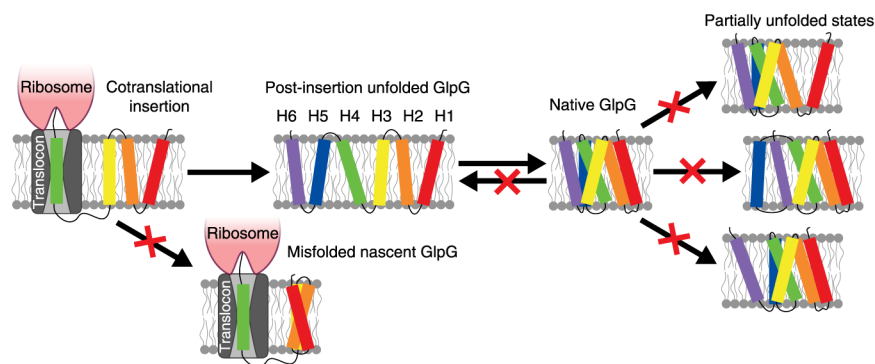 Partially unfolded states
Ribosome
Cotranslational
insertion
Post-insertion unfolded GlpG
Native GlpG
H6 H5 H4 H3 H2 H1
Translocon
Ribosome
Misfolded nascent GlpG
Translocon